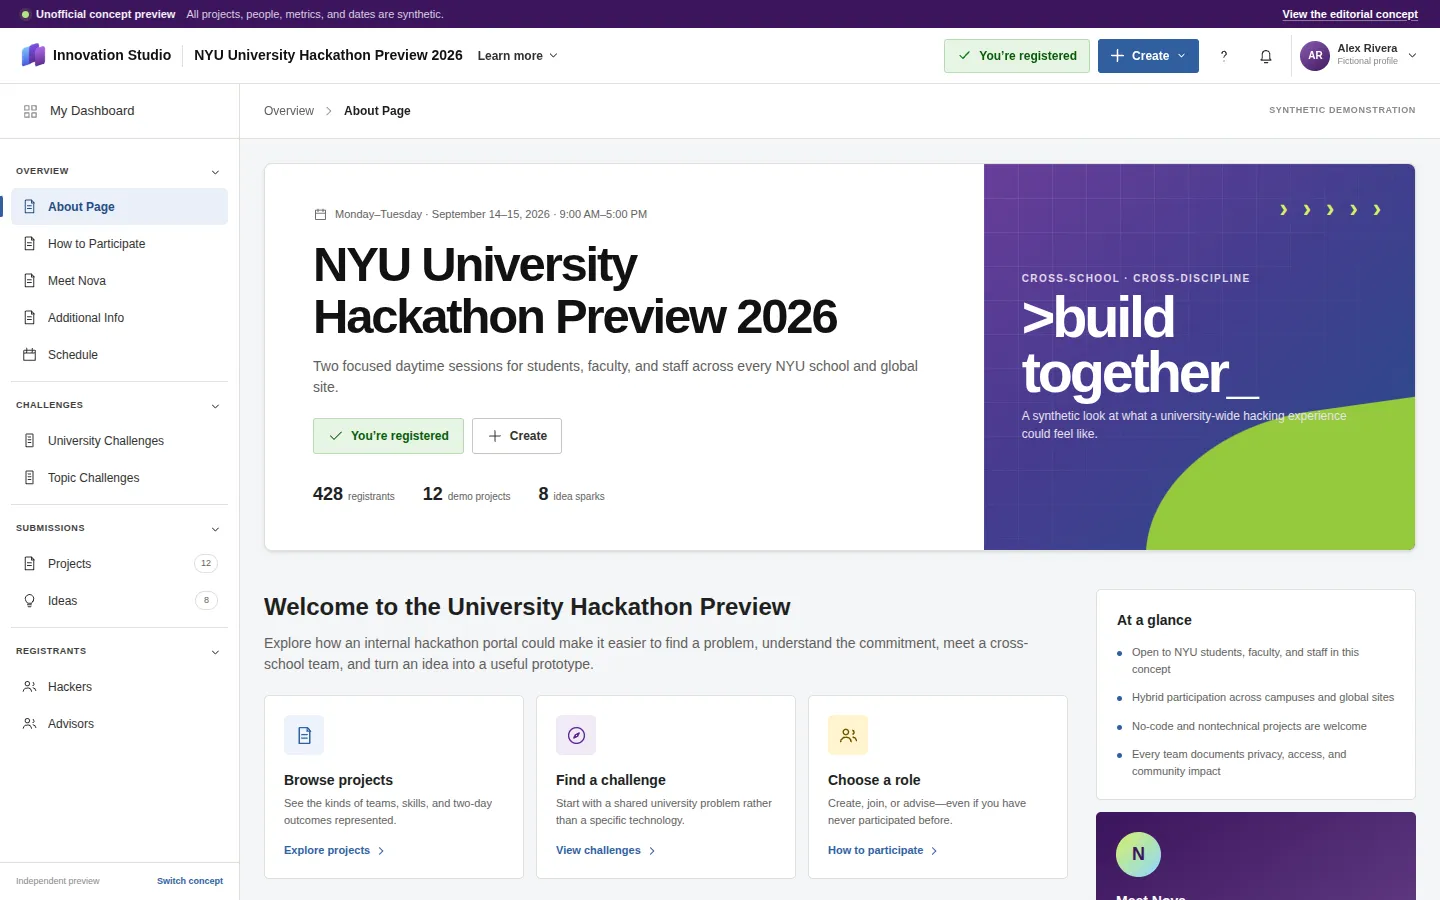 Unofficial concept preview All projects, people, metrics, and dates are synthetic. View the editorial concept
Innovation Studio NYU University Hackathon Preview 2026 Learn more You're registered Create ? AR Alex Rivera
Fictional profile
My Dashboard
Overview About Page SYNTHETIC DEMONSTRATION
OVERVIEW
About Page
How to Participate
Meet Nova
Additional Info
Schedule
CHALLENGES
University Challenges
Topic Challenges
SUBMISSIONS
Projects 12
Ideas 8
REGISTRANTS
Hackers
Advisors
Independent preview Switch concept
Monday–Tuesday · September 14–15, 2026 · 9:00 AM–5:00 PM
NYU University
Hackathon Preview 2026
Two focused daytime sessions for students, faculty, and staff across every NYU school and global
site.
You're registered Create
428 registrants 12 demo projects 8 idea sparks
› › › › ›
CROSS-SCHOOL · CROSS-DISCIPLINE
>build
together_
A synthetic look at what a university-wide hacking experience
could feel like.
Welcome to the University Hackathon Preview
Explore how an internal hackathon portal could make it easier to find a problem, understand the commitment, meet a cross-
school team, and turn an idea into a useful prototype.
Browse projects
See the kinds of teams, skills, and two-day
outcomes represented.
Explore projects
Find a challenge
Start with a shared university problem rather
than a specific technology.
View challenges
Choose a role
Create, join, or advise—even if you have
never participated before.
How to participate
At a glance
Open to NYU students, faculty, and staff in this
concept
Hybrid participation across campuses and global sites
No-code and nontechnical projects are welcome
Every team documents privacy, access, and
community impact
N
Meet Nova